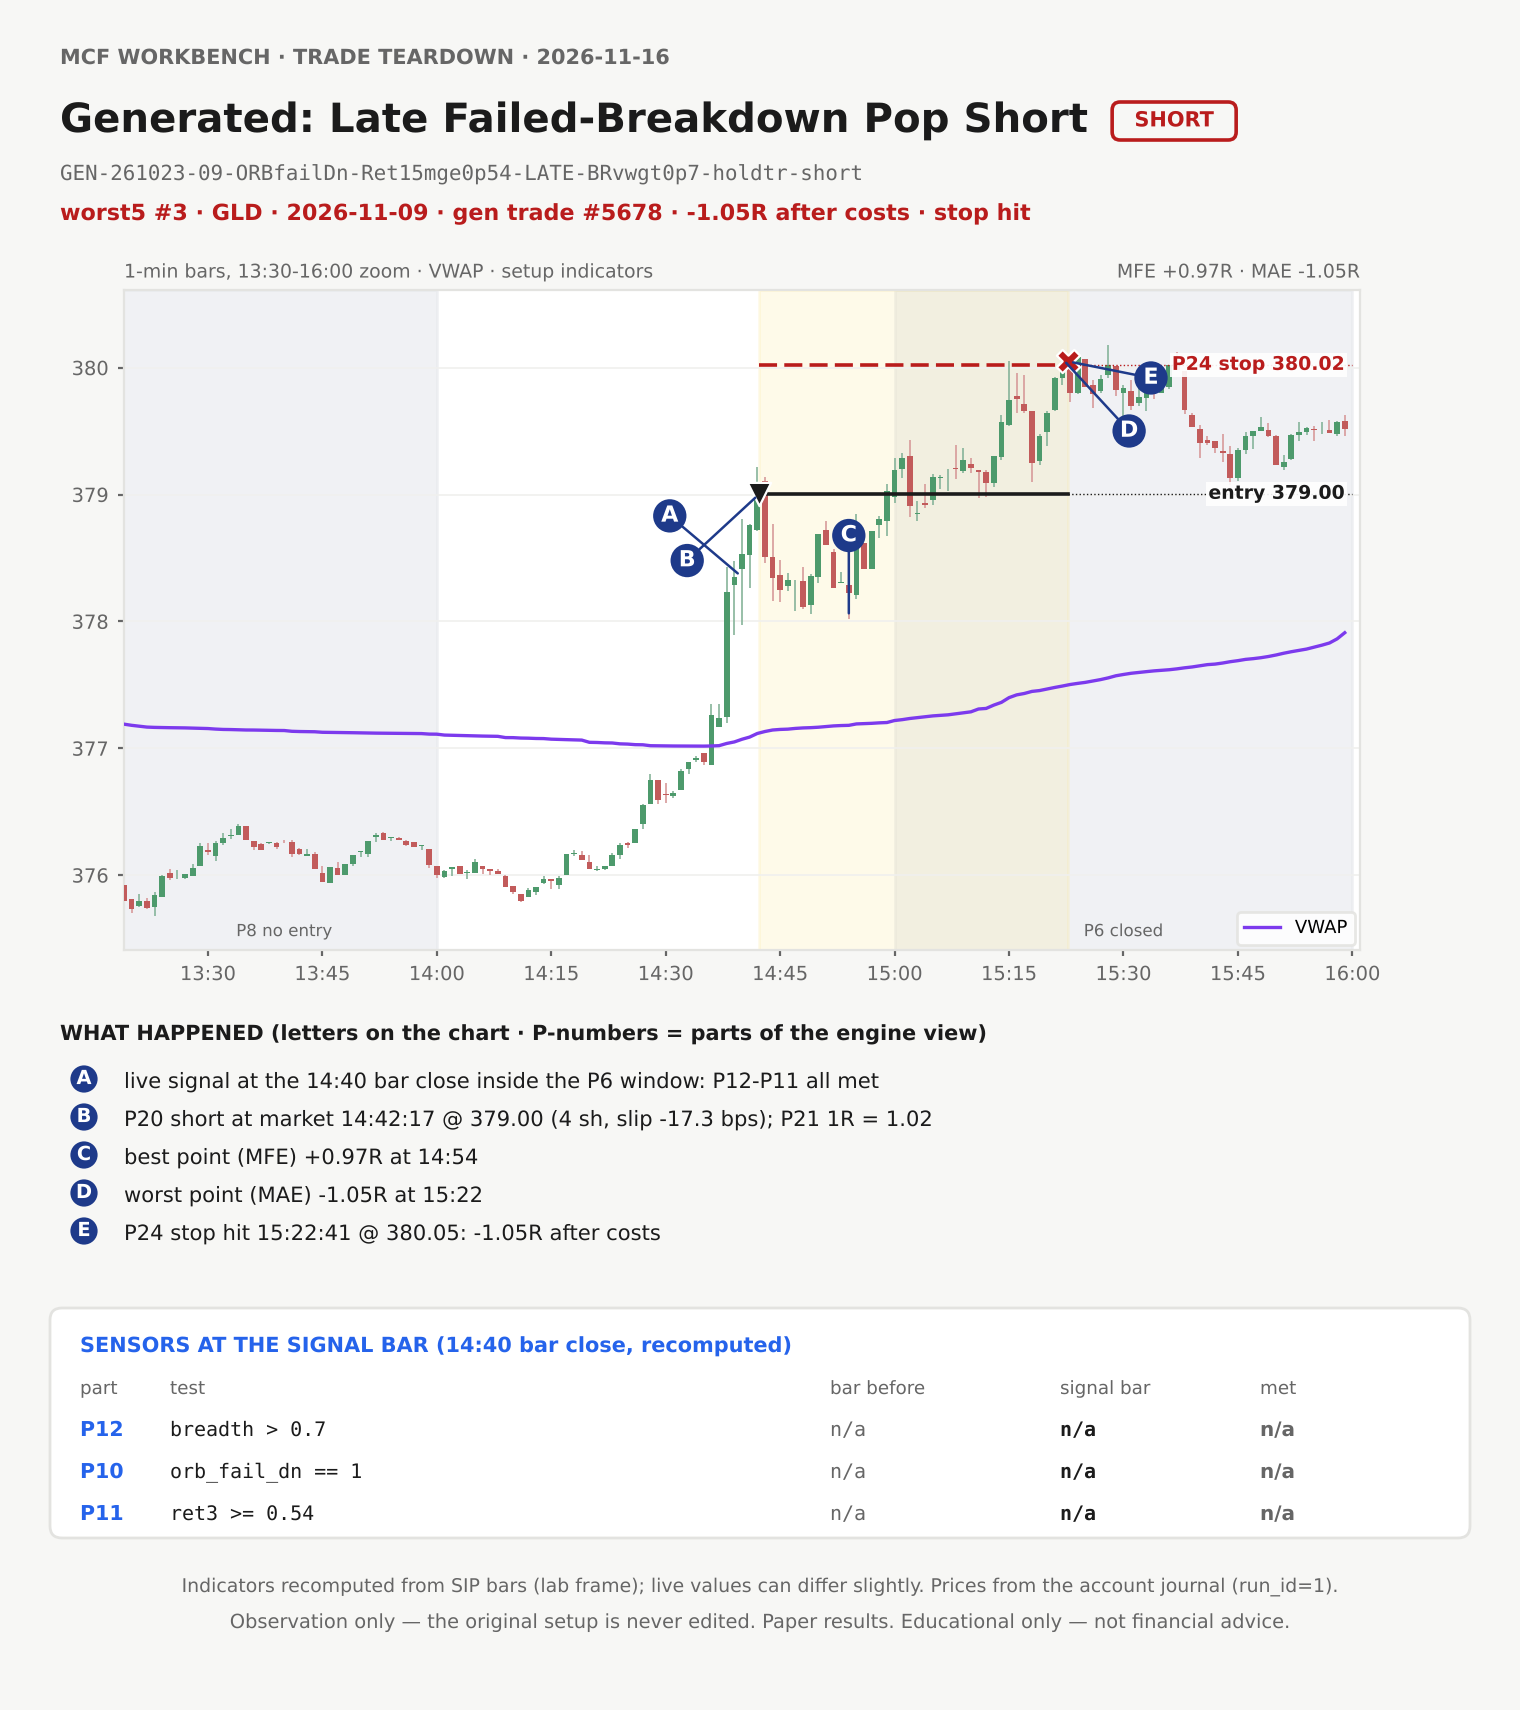 MCF WORKBENCH · TRADE TEARDOWN · 2026-11-16
Generated: Late Failed-Breakdown Pop Short SHORT
GEN-261023-09-ORBfailDn-Ret15mge0p54-LATE-BRvwgt0p7-holdtr-short
worst5 #3 · GLD · 2026-11-09 · gen trade #5678 · -1.05R after costs · stop hit
1-min bars, 13:30-16:00 zoom · VWAP · setup indicators MFE +0.97R · MAE -1.05R
380
379
378
377
376
P24 stop 380.02
E
D
entry 379.00
A
B
C
P8 no entry
P6 closed
VWAP
13:30 13:45 14:00 14:15 14:30 14:45 15:00 15:15 15:30 15:45 16:00
WHAT HAPPENED (letters on the chart · P-numbers = parts of the engine view)
A live signal at the 14:40 bar close inside the P6 window: P12-P11 all met
B P20 short at market 14:42:17 @ 379.00 (4 sh, slip -17.3 bps); P21 1R = 1.02
C best point (MFE) +0.97R at 14:54
D worst point (MAE) -1.05R at 15:22
E P24 stop hit 15:22:41 @ 380.05: -1.05R after costs
SENSORS AT THE SIGNAL BAR (14:40 bar close, recomputed)
part test bar before signal bar met
P12 breadth > 0.7 n/a n/a n/a
P10 orb_fail_dn == 1 n/a n/a n/a
P11 ret3 >= 0.54 n/a n/a n/a
Indicators recomputed from SIP bars (lab frame); live values can differ slightly. Prices from the account journal (run_id=1).
Observation only — the original setup is never edited. Paper results. Educational only — not financial advice.